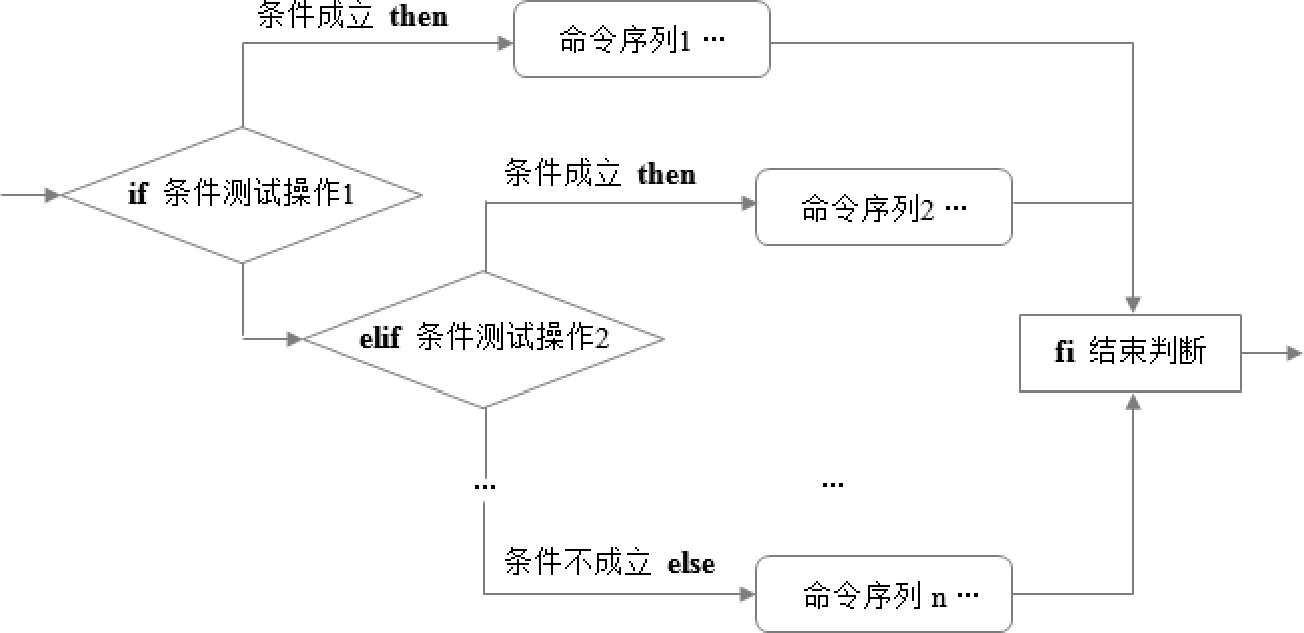 条件成立 then
命令序列1 …
条件成立 then
if 条件测试操作1
命令序列2 …
elif 条件测试操作2
fi 结束判断
… …
条件不成立 else
命令序列 n …